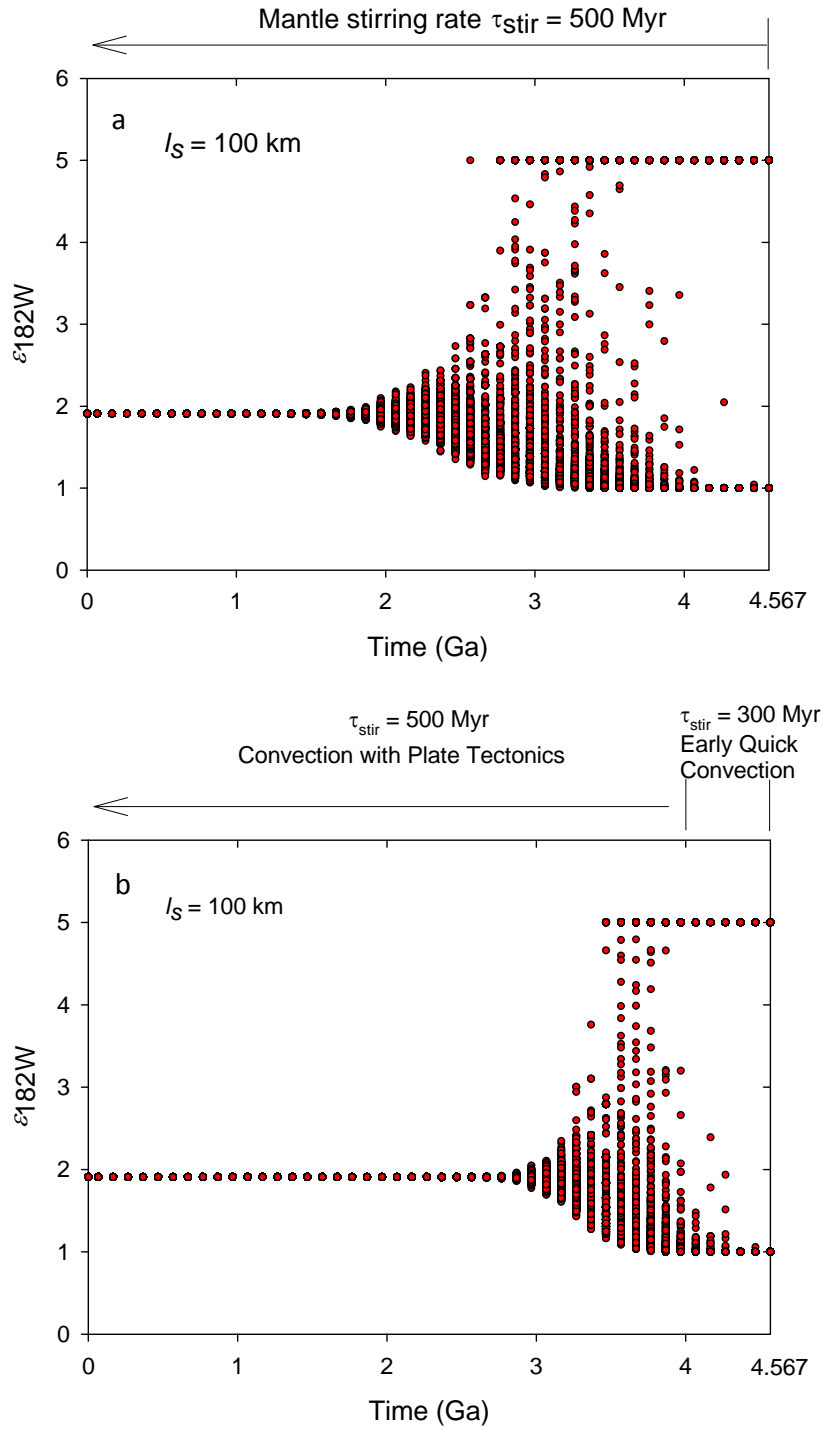 Mantle stirring rate τstir = 500 Myr
6
a
lS = 100 km
5
4
3
2
1
0
ε182W
0 1 2 3 4 4.567
Time (Ga)
τstir = 500 Myr
Convection with Plate Tectonics
τstir = 300 Myr
Early Quick
Convection
6
b
lS = 100 km
5
4
3
2
1
0
ε182W
0 1 2 3 4 4.567
Time (Ga)